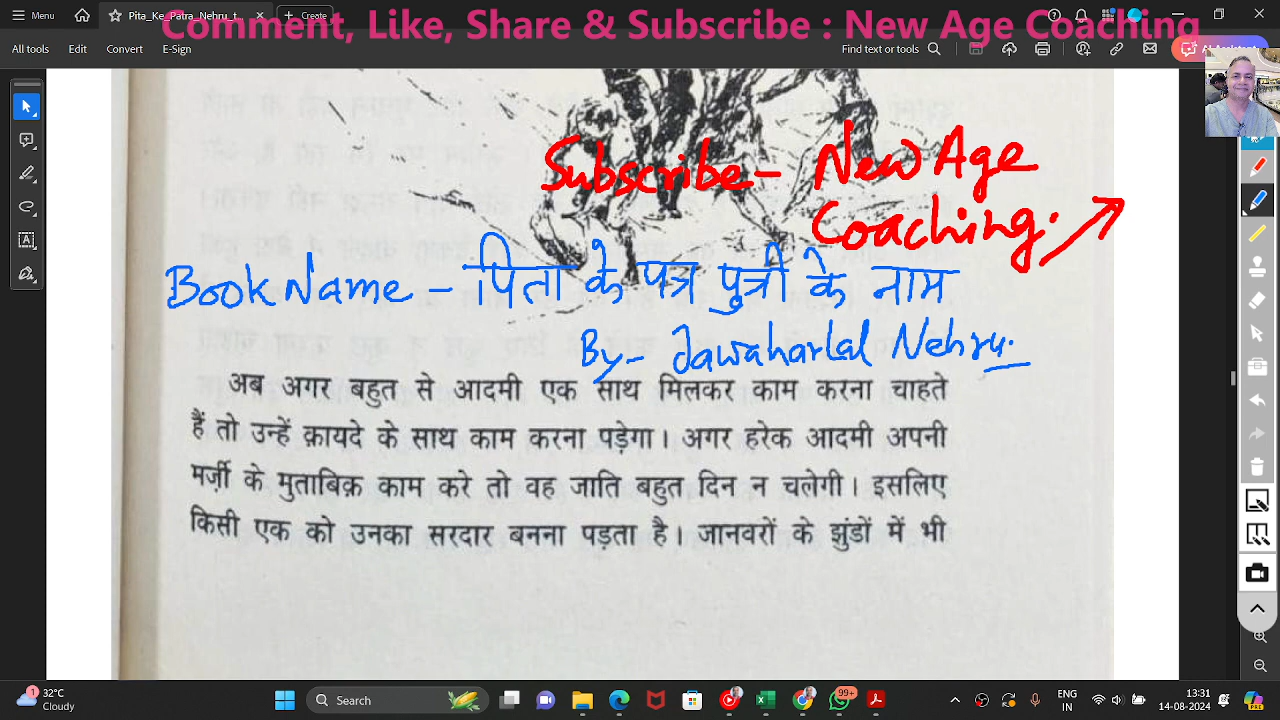 Comment, Like, Share & Subscribe : New Age Coaching
Menu
Pita_Ke_Patra_Nehru_t...
+ Create
All tools
Edit
Convert
E-Sign
Find text or tools
Subscribe - New Age
Coaching.
Book Name - पिता के पत्र पुत्री के नाम
By - Jawaharlal Nehru.
अब अगर बहुत से आदमी एक साथ मिलकर काम करना चाहते
हैं तो उन्हें क़ायदे के साथ काम करना पड़ेगा। अगर हरेक आदमी अपनी
मर्ज़ी के मुताबिक़ काम करे तो वह जाति बहुत दिन न चलेगी। इसलिए
किसी एक को उनका सरदार बनना पड़ता है। जानवरों के झुंडों में भी
1
32°C
Cloudy
Search
99+
ENG
IN
13:31
14-08-2024